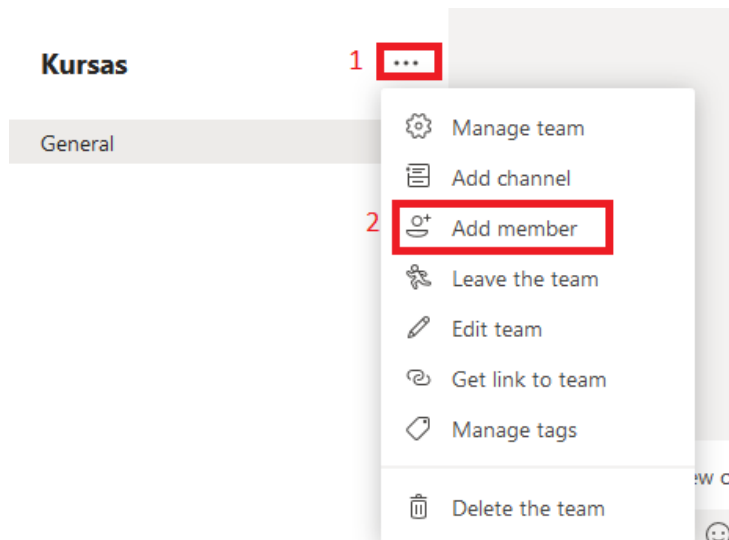 Kursas 1 ...
General
Manage team
Add channel
2 Add member
Leave the team
Edit team
Get link to team
Manage tags
Delete the team